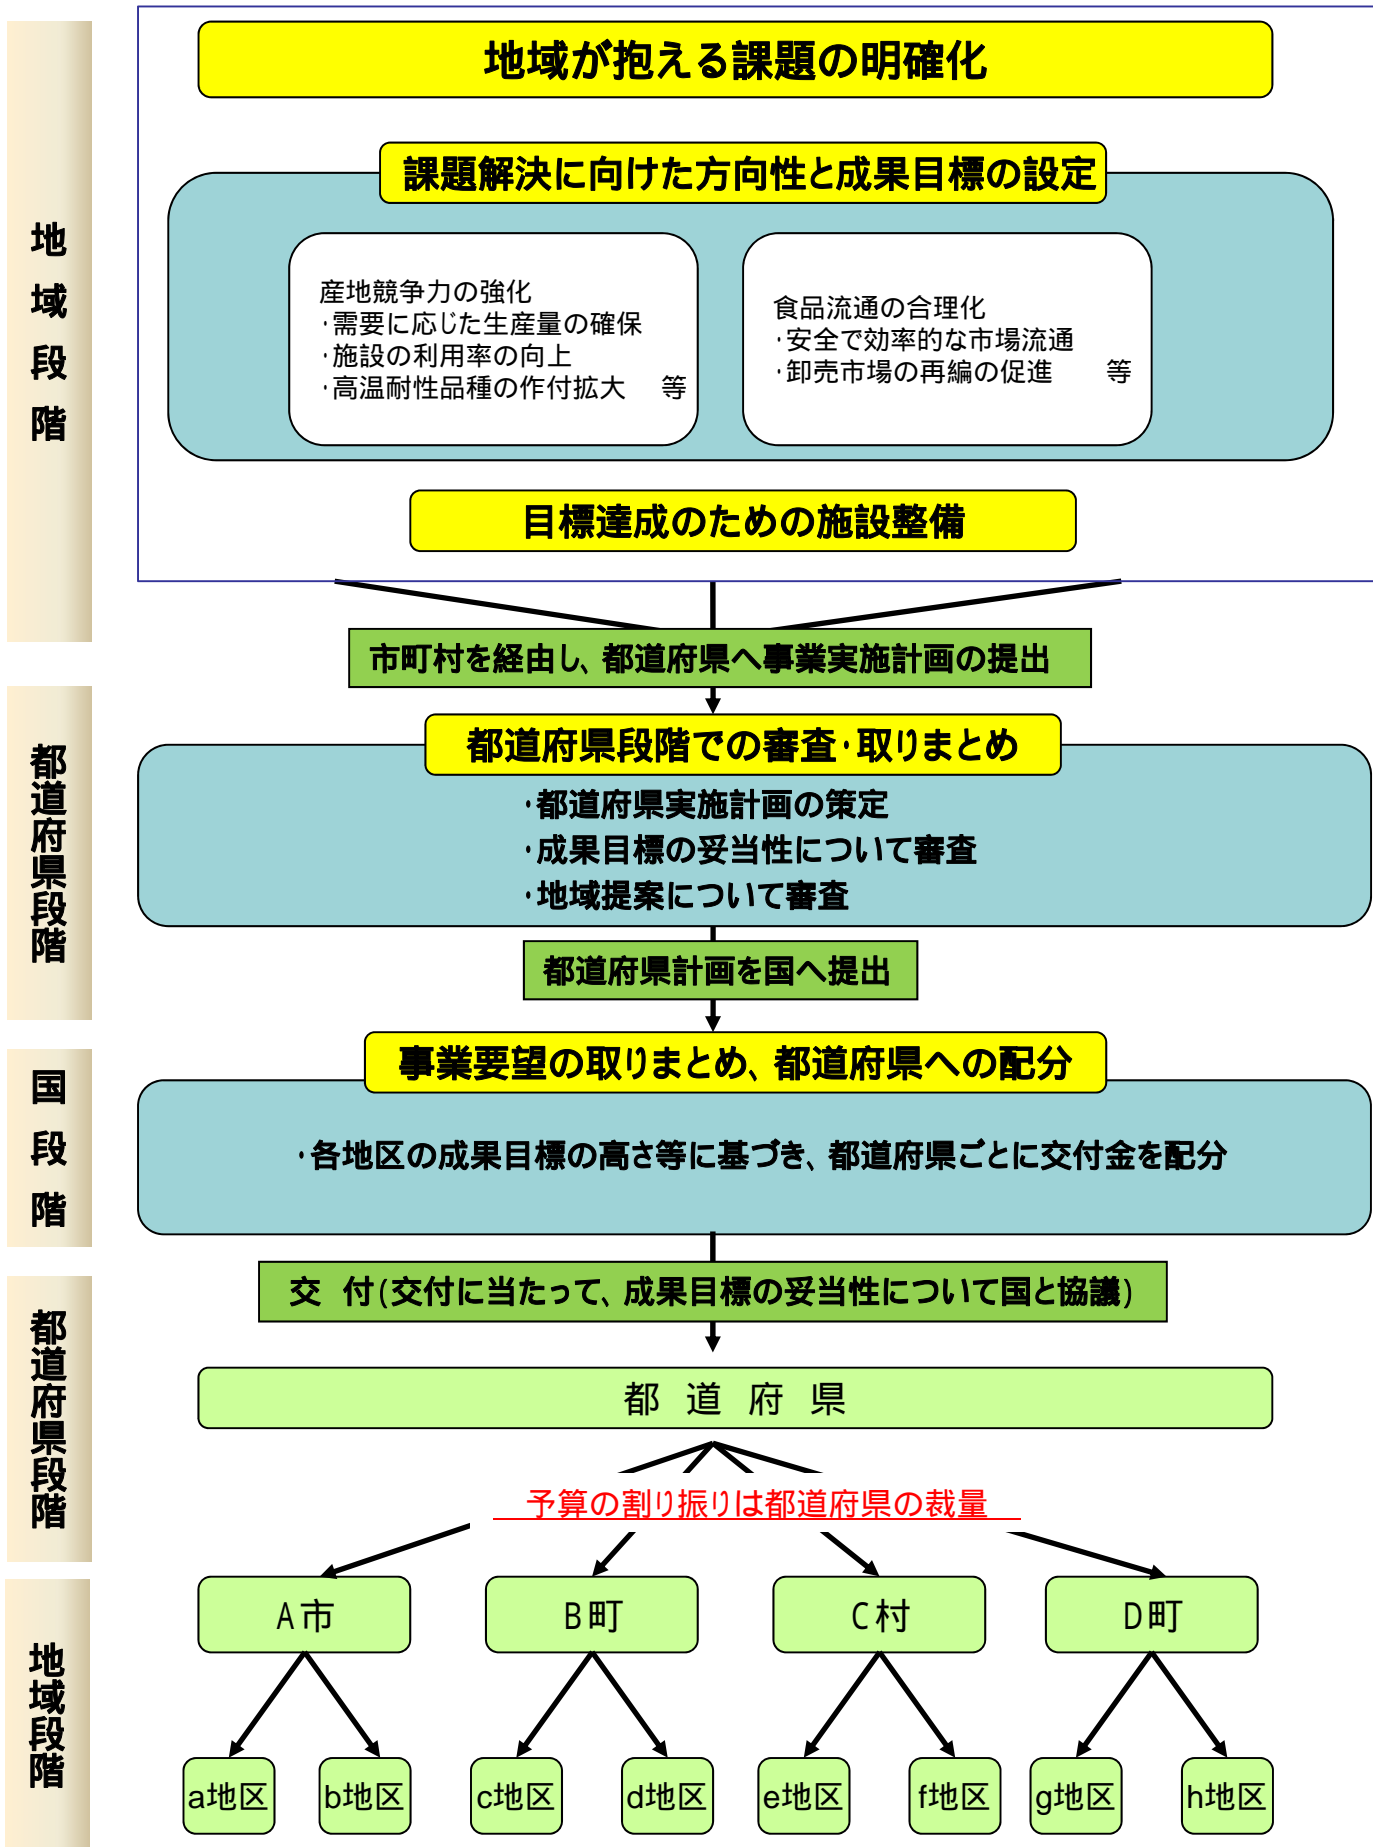 地域段階
地域が抱える課題の明確化
課題解決に向けた方向性と成果目標の設定
産地競争力の強化
・需要に応じた生産量の確保
・施設の利用率の向上
・高温耐性品種の作付拡大　等
食品流通の合理化
・安全で効率的な市場流通
・卸売市場の再編の促進　　等
目標達成のための施設整備
市町村を経由し、都道府県へ事業実施計画の提出
都道府県段階
都道府県段階での審査・取りまとめ
・都道府県実施計画の策定
・成果目標の妥当性について審査
・地域提案について審査
都道府県計画を国へ提出
国段階
事業要望の取りまとめ、都道府県への配分
・各地区の成果目標の高さ等に基づき、都道府県ごとに交付金を配分
交　付(交付に当たって、成果目標の妥当性について国と協議)
都道府県段階
都　道　府　県
予算の割り振りは都道府県の裁量
地域段階
A市
B町
C村
D町
a地区
b地区
c地区
d地区
e地区
f地区
g地区
h地区